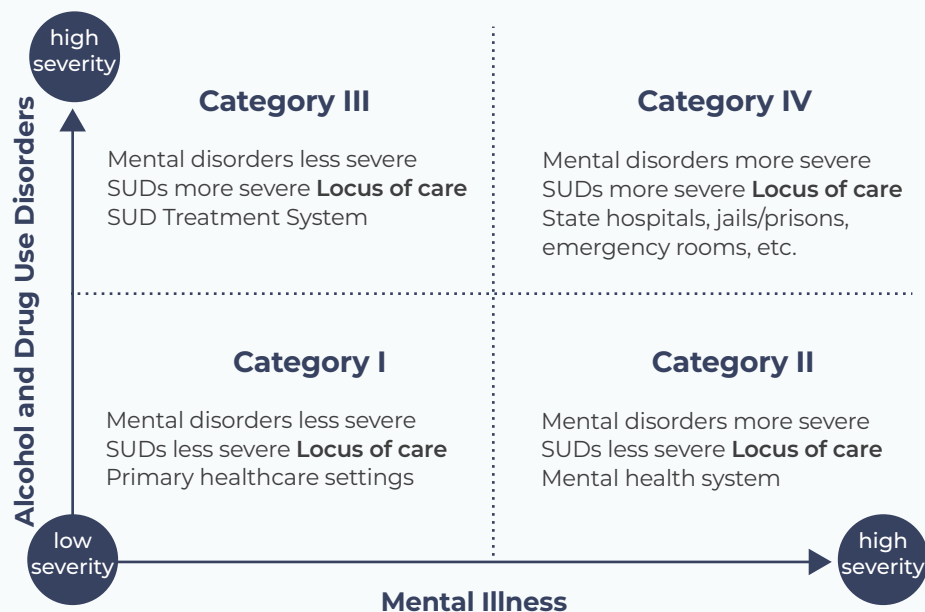 high
severity
Alcohol and Drug Use Disorders
Category III
Mental disorders less severe
SUDs more severe Locus of care
SUD Treatment System
Category IV
Mental disorders more severe
SUDs more severe Locus of care
State hospitals, jails/prisons,
emergency rooms, etc.
Category I
Mental disorders less severe
SUDs less severe Locus of care
Primary healthcare settings
Category II
Mental disorders more severe
SUDs less severe Locus of care
Mental health system
low
severity
high
severity
Mental Illness